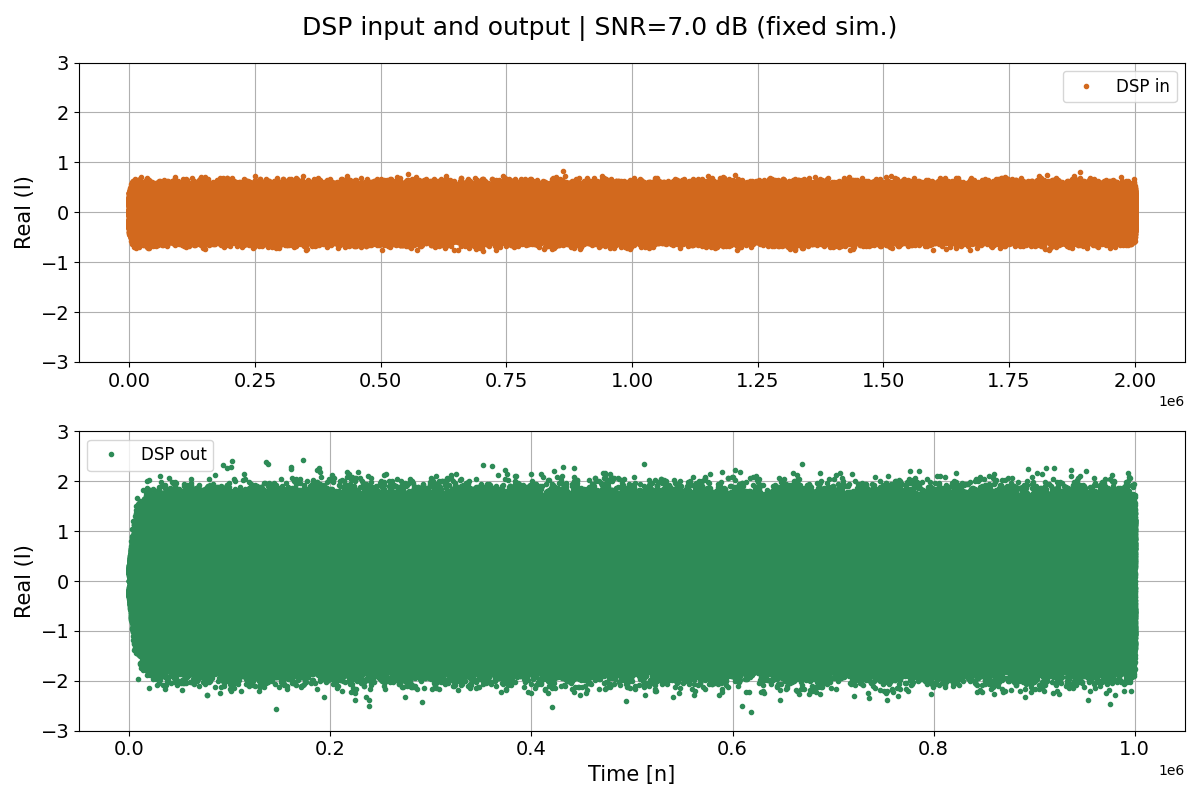 DSP input and output | SNR=7.0 dB (fixed sim.)
3
2
1
0
−1
−2
−3
Real (I)
DSP in
0.00 0.25 0.50 0.75 1.00 1.25 1.50 1.75 2.00
1e6
3
2
1
0
−1
−2
−3
Real (I)
DSP out
0.0 0.2 0.4 0.6 0.8 1.0
1e6
Time [n]